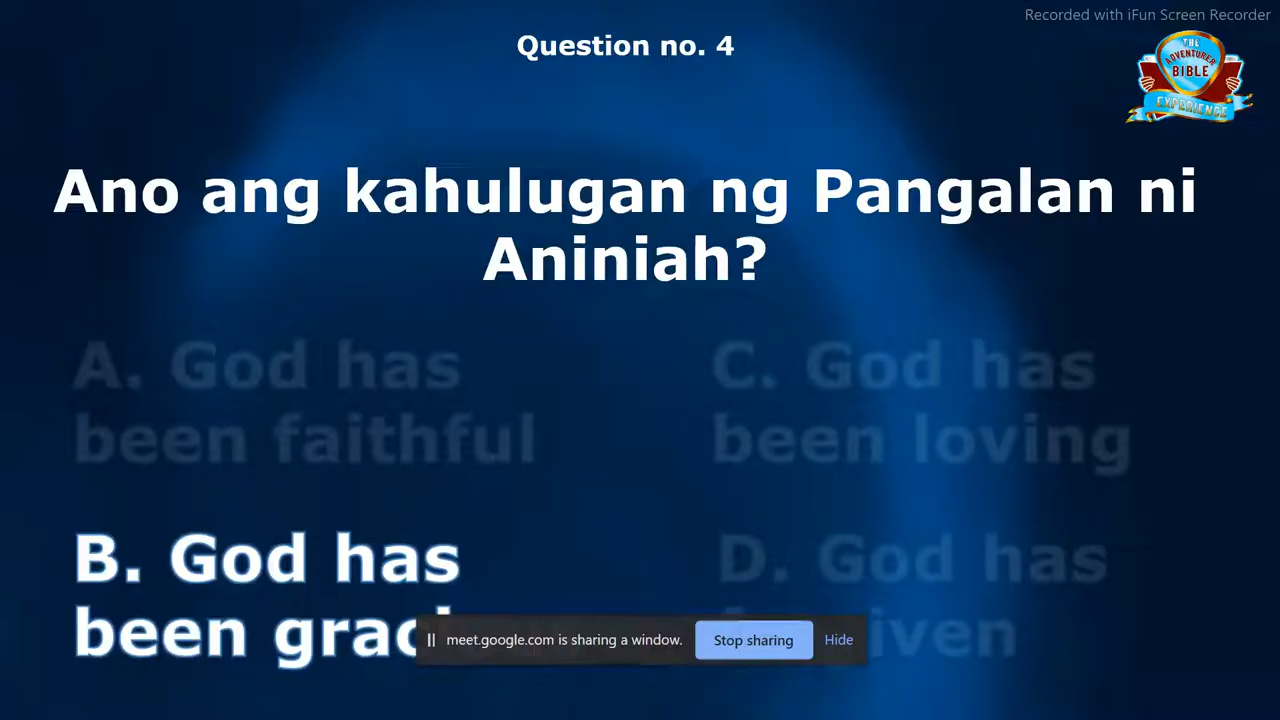 Recorded with iFun Screen Recorder
Question no. 4
THE
ADVENTURER
BIBLE
EXPERIENCE
Ano ang kahulugan ng Pangalan ni
Aniniah?
A. God has
been faithful
C. God has
been loving
B. God has
been
D. God has
meet.google.com is sharing a window.
Stop sharing
Hide